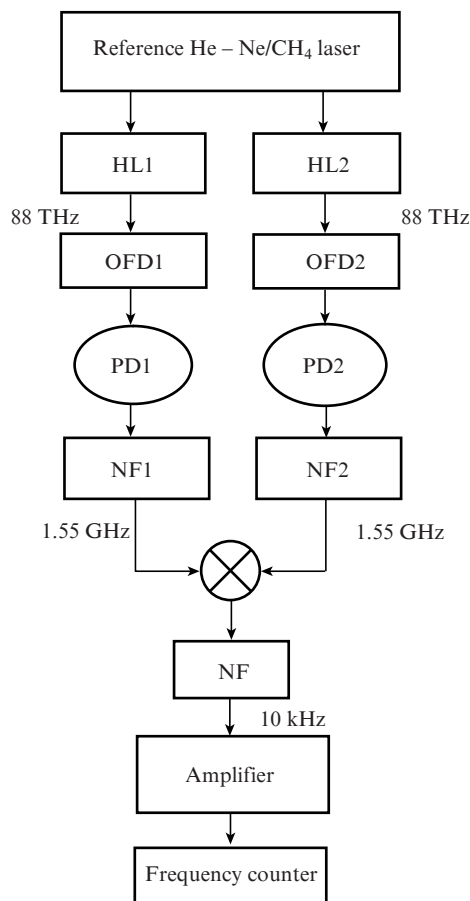 Reference He – Ne/CH₄ laser
HL1
HL2
88 THz
88 THz
OFD1
OFD2
PD1
PD2
NF1
NF2
1.55 GHz
1.55 GHz
NF
10 kHz
Amplifier
Frequency counter